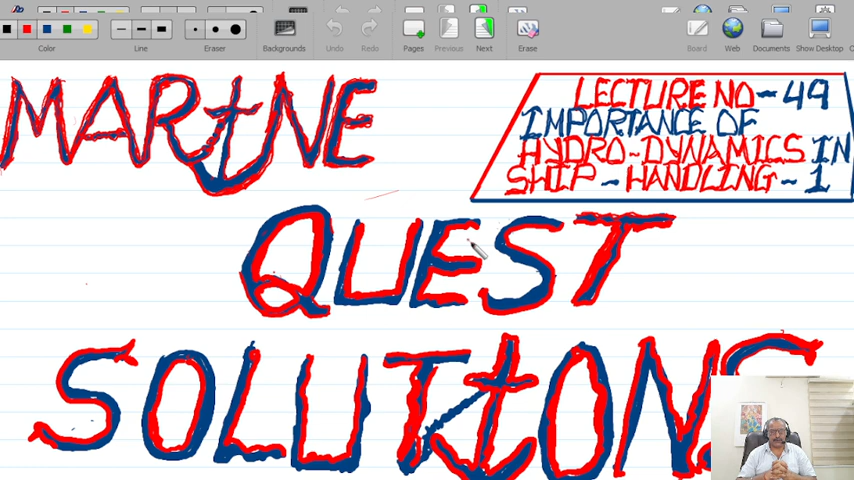 Color
Line
Eraser
Backgrounds
Undo
Redo
Pages
Previous
Next
Erase
Board
Web
Documents
Show Desktop
MARINE
LECTURE NO-49
IMPORTANCE OF
HYDRO-DYNAMICS IN
SHIP-HANDLING-1
QUEST
SOLUTIONS